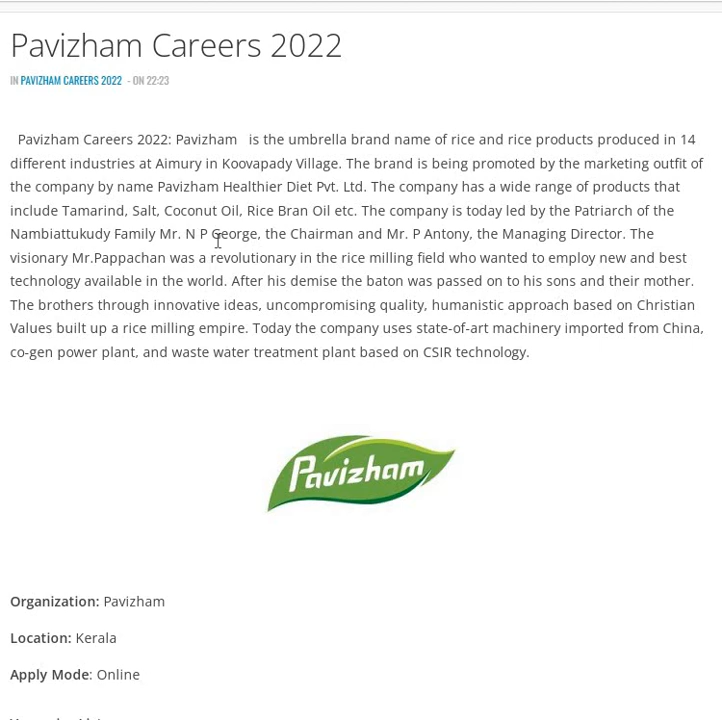 Pavizham Careers 2022
IN PAVIZHAM CAREERS 2022 - ON 22:23
Pavizham Careers 2022: Pavizham is the umbrella brand name of rice and rice products produced in 14
different industries at Aimury in Koovapady Village. The brand is being promoted by the marketing outfit of
the company by name Pavizham Healthier Diet Pvt. Ltd. The company has a wide range of products that
include Tamarind, Salt, Coconut Oil, Rice Bran Oil etc. The company is today led by the Patriarch of the
Nambiattukudy Family Mr. N P George, the Chairman and Mr. P Antony, the Managing Director. The
visionary Mr.Pappachan was a revolutionary in the rice milling field who wanted to employ new and best
technology available in the world. After his demise the baton was passed on to his sons and their mother.
The brothers through innovative ideas, uncompromising quality, humanistic approach based on Christian
Values built up a rice milling empire. Today the company uses state-of-art machinery imported from China,
co-gen power plant, and waste water treatment plant based on CSIR technology.
Pavizham
Organization: Pavizham
Location: Kerala
Apply Mode: Online